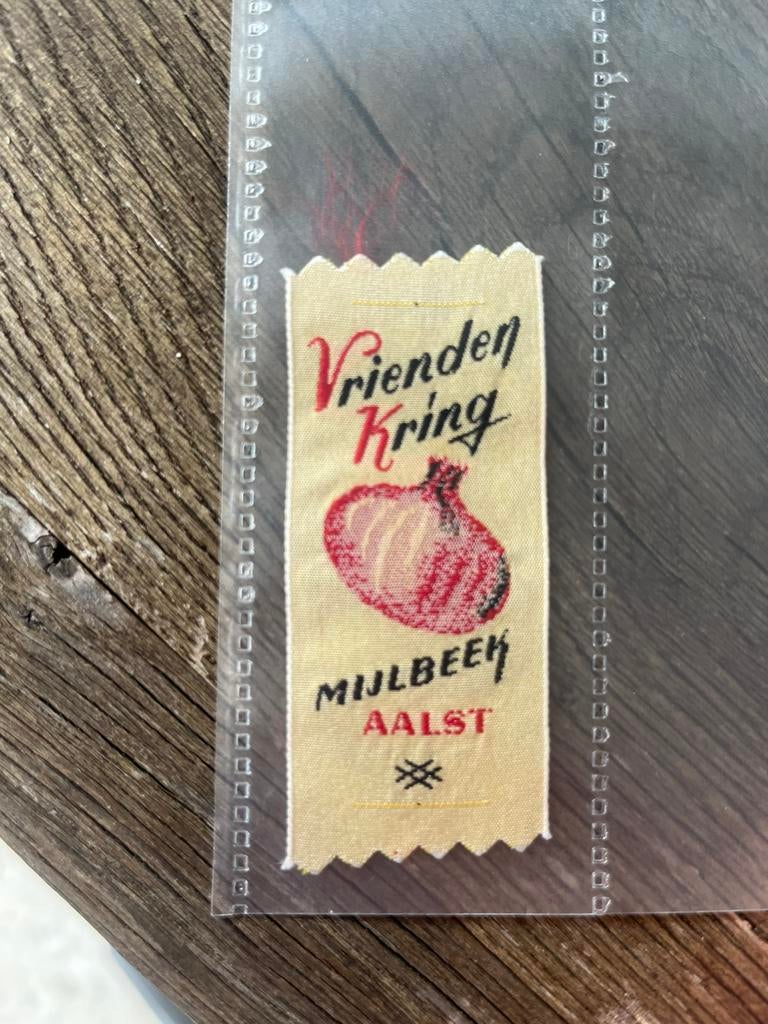 Vrienden
Kring
MIJLBEEK
AALST